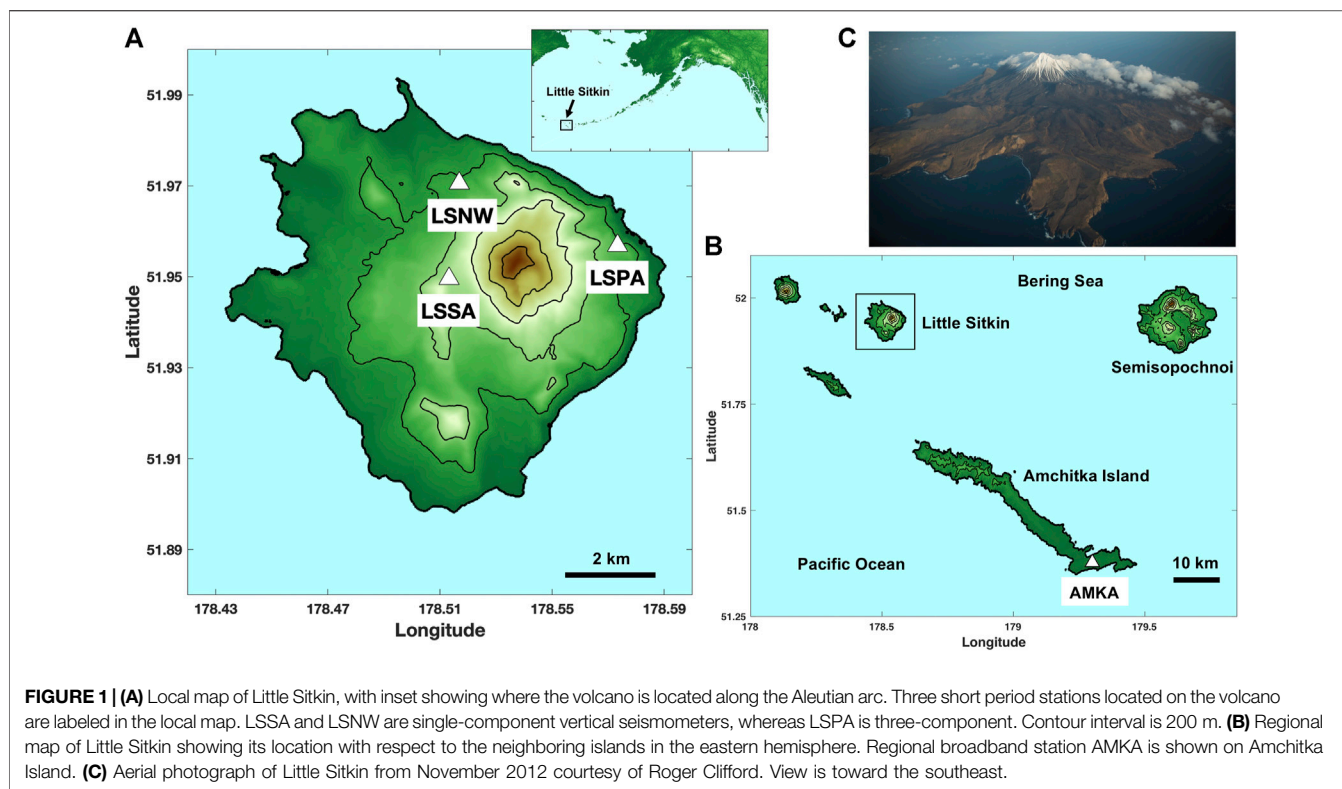 A
51.99
51.97
51.95
51.93
51.91
51.89
Latitude
178.43
178.47
178.51
178.55
178.59
Longitude
LSNW
LSPA
LSSA
2 km
Little Sitkin
C
B
52
51.75
51.5
51.25
Latitude
178
178.5
179
179.5
Longitude
Bering Sea
Little Sitkin
Semisopochnoi
Amchitka Island
Pacific Ocean
AMKA
10 km
FIGURE 1 | (A) Local map of Little Sitkin, with inset showing where the volcano is located along the Aleutian arc. Three short period stations located on the volcano
are labeled in the local map. LSSA and LSNW are single-component vertical seismometers, whereas LSPA is three-component. Contour interval is 200 m. (B) Regional
map of Little Sitkin showing its location with respect to the neighboring islands in the eastern hemisphere. Regional broadband station AMKA is shown on Amchitka
Island. (C) Aerial photograph of Little Sitkin from November 2012 courtesy of Roger Clifford. View is toward the southeast.